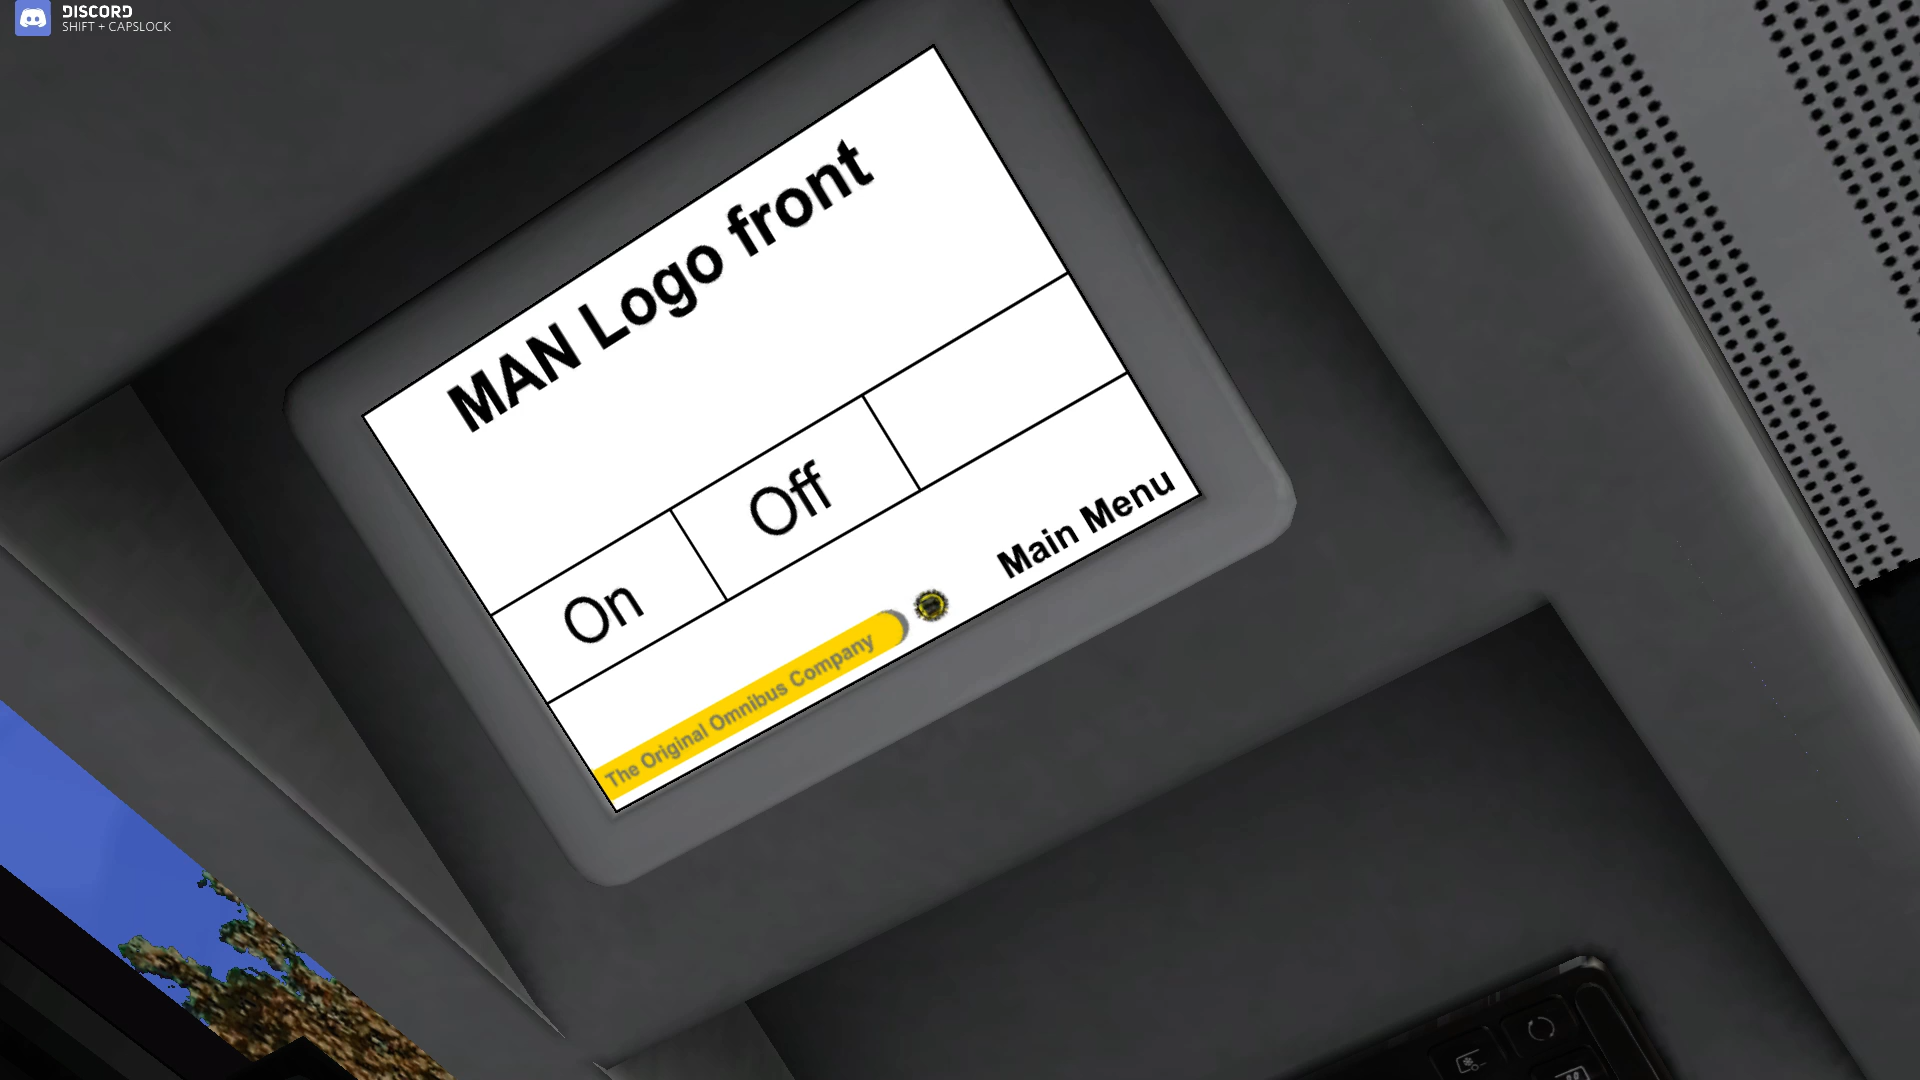 DISCORD
SHIFT + CAPSLOCK
MAN Logo front
On
Off
Main Menu
The Original Omnibus Company